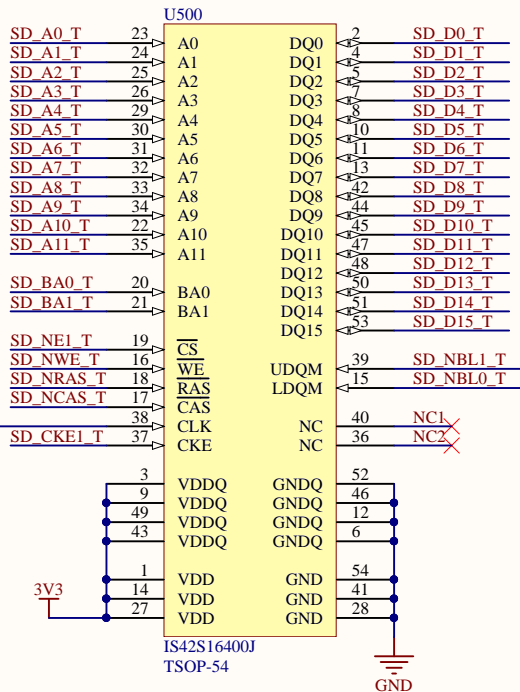 U500
SD_A0_T 23 A0 DQ0 2 SD_D0_T
SD_A1_T 24 A1 DQ1 4 SD_D1_T
SD_A2_T 25 A2 DQ2 5 SD_D2_T
SD_A3_T 26 A3 DQ3 7 SD_D3_T
SD_A4_T 29 A4 DQ4 8 SD_D4_T
SD_A5_T 30 A5 DQ5 10 SD_D5_T
SD_A6_T 31 A6 DQ6 11 SD_D6_T
SD_A7_T 32 A7 DQ7 13 SD_D7_T
SD_A8_T 33 A8 DQ8 42 SD_D8_T
SD_A9_T 34 A9 DQ9 44 SD_D9_T
SD_A10_T 22 A10 DQ10 45 SD_D10_T
SD_A11_T 35 A11 DQ11 47 SD_D11_T
DQ12 48 SD_D12_T
SD_BA0_T 20 BA0 DQ13 50 SD_D13_T
SD_BA1_T 21 BA1 DQ14 51 SD_D14_T
DQ15 53 SD_D15_T
SD_NE1_T 19 CS
SD_NWE_T 16 WE UDQM 39 SD_NBL1_T
SD_NRAS_T 18 RAS LDQM 15 SD_NBL0_T
SD_NCAS_T 17 CAS
38 CLK NC 40 NC1
SD_CKE1_T 37 CKE NC 36 NC2
3 VDDQ GNDQ 52
9 VDDQ GNDQ 46
49 VDDQ GNDQ 12
43 VDDQ GNDQ 6
1 VDD GND 54
3V3 14 VDD GND 41
27 VDD GND 28
IS42S16400J
TSOP-54
GND